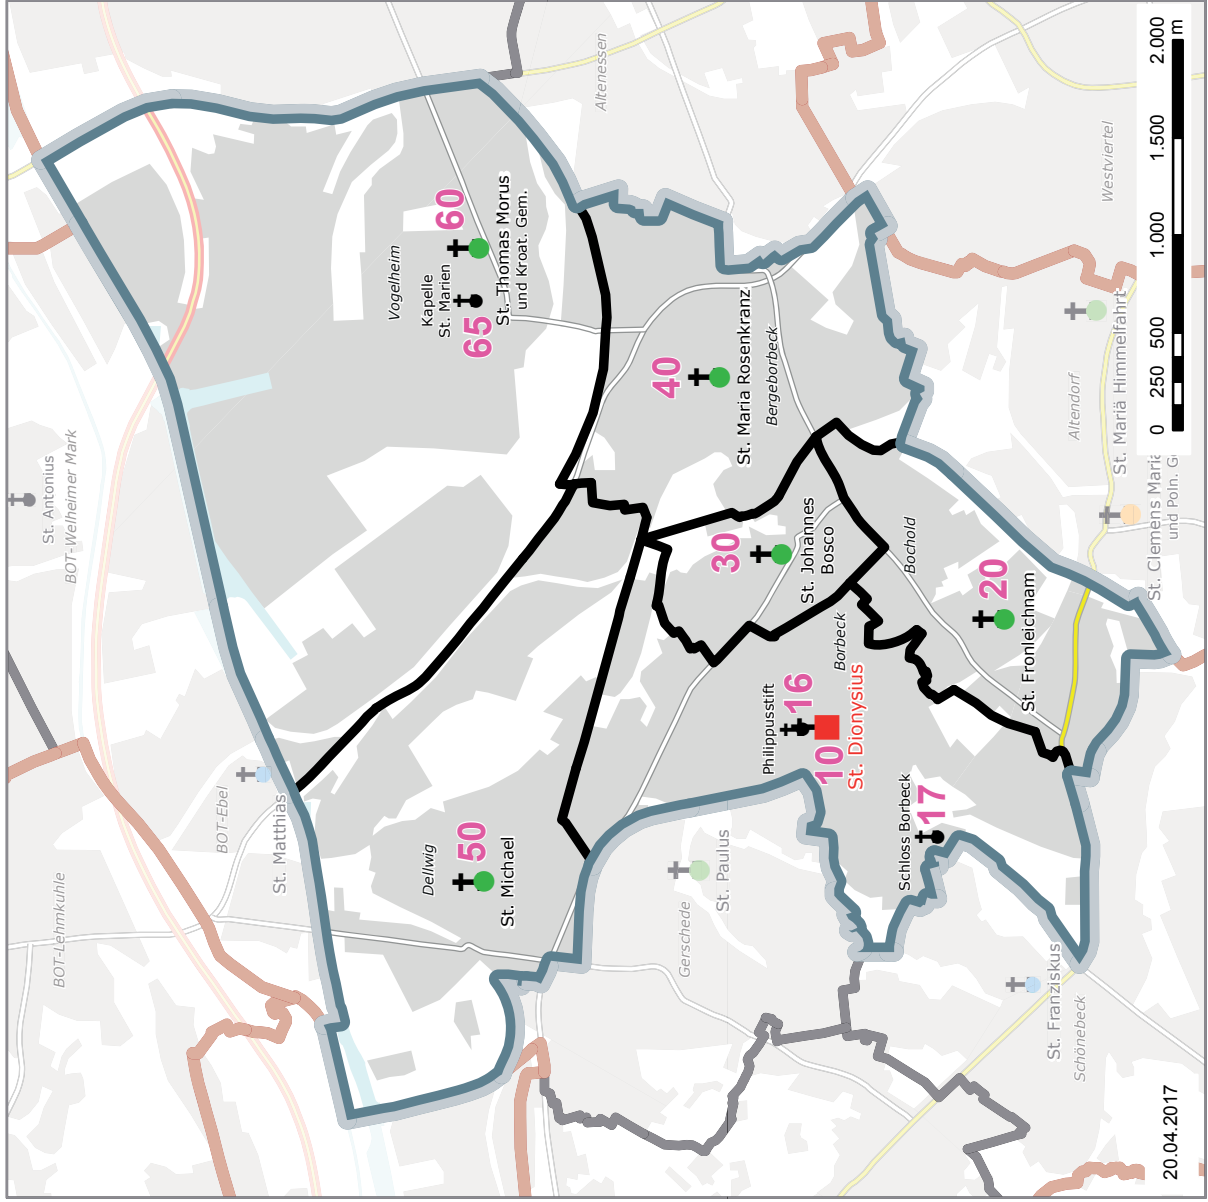 BOT-Lehmkuhle
BOT-Ebel
St. Matthias
BOT-Welheimer Mark
St. Antonius
Dellwig
50
St. Michael
Vogelheim
Kapelle
St. Marien
65
60
St. Thomas Morus
und Kroat. Gem.
Altenessen
40
St. Maria Rosenkranz
Bergeborbeck
30
St. Johannes
Bosco
Gerschede
St. Paulus
Philippusstift
16
10
St. Dionysius
Borbeck
Schloss Borbeck
17
Bochold
20
St. Fronleichnam
St. Franziskus
Schönebeck
Altendorf
St. Mariä Himmelfahrt
St. Clemens Maria
und Poln. G
Westviertel
20.04.2017
0 250 500 1.000 1.500 2.000
m